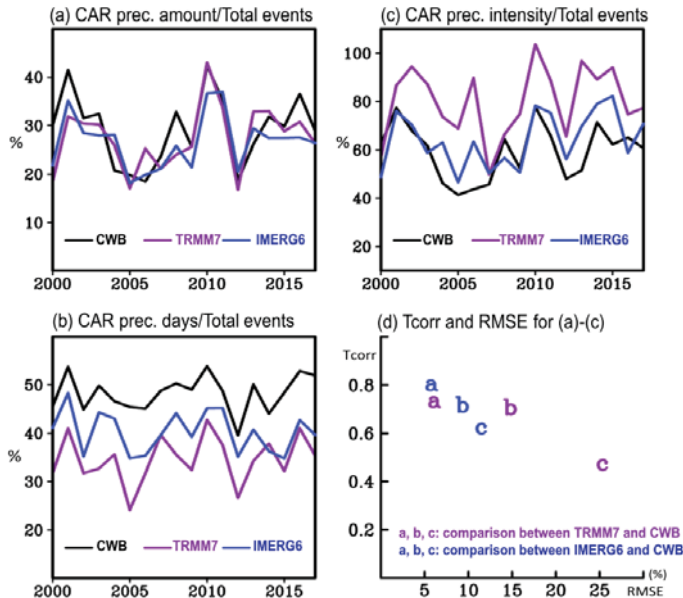 (a) CAR prec. amount/Total events
40
30
%
20
10
CWB TRMM7 IMERG6
2000 2005 2010 2015
(c) CAR prec. intensity/Total events
100
80
%
60
40
20
CWB TRMM7 IMERG6
2000 2005 2010 2015
(b) CAR prec. days/Total events
50
40
%
30
20
CWB TRMM7 IMERG6
2000 2005 2010 2015
(d) Tcorr and RMSE for (a)-(c)
Tcorr
0.8
0.6
0.4
0.2
a
a
b
b
c
c
a, b, c: comparison between TRMM7 and CWB
a, b, c: comparison between IMERG6 and CWB
5 10 15 20 25 (%)
RMSE